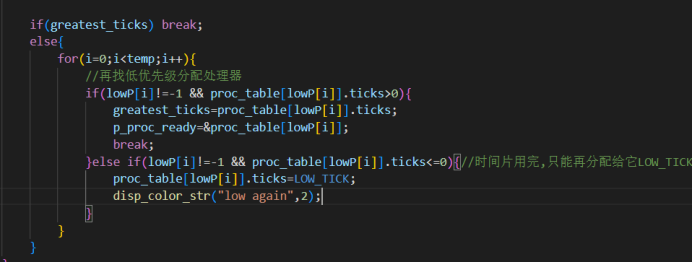 if(greatest_ticks) break;
else{
for(i=0;i<temp;i++){
//再找低优先级分配处理器
if(lowP[i]!=-1 && proc_table[lowP[i]].ticks>0){
greatest_ticks=proc_table[lowP[i]].ticks;
p_proc_ready=&proc_table[lowP[i]];
break;
}else if(lowP[i]!=-1 && proc_table[lowP[i]].ticks<=0){//时间片用完,只能再分配给它LOW_TICK
proc_table[lowP[i]].ticks=LOW_TICK;
disp_color_str("low again",2);
}
}
}